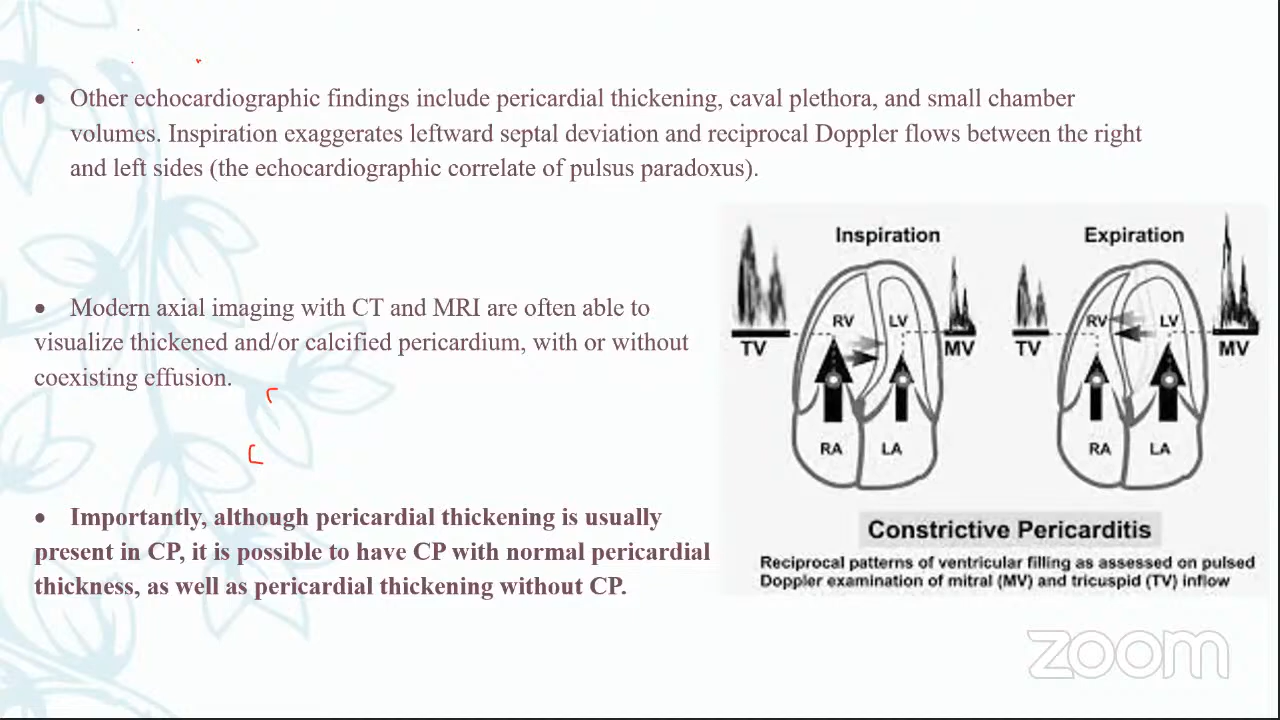 • Other echocardiographic findings include pericardial thickening, caval plethora, and small chamber
volumes. Inspiration exaggerates leftward septal deviation and reciprocal Doppler flows between the right
and left sides (the echocardiographic correlate of pulsus paradoxus).
• Modern axial imaging with CT and MRI are often able to
visualize thickened and/or calcified pericardium, with or without
coexisting effusion.
• Importantly, although pericardial thickening is usually
present in CP, it is possible to have CP with normal pericardial
thickness, as well as pericardial thickening without CP.
Inspiration Expiration
RV LV RV LV
TV MV TV MV
RA LA RA LA
Constrictive Pericarditis
Reciprocal patterns of ventricular filling as assessed on pulsed
Doppler examination of mitral (MV) and tricuspid (TV) inflow
zoom